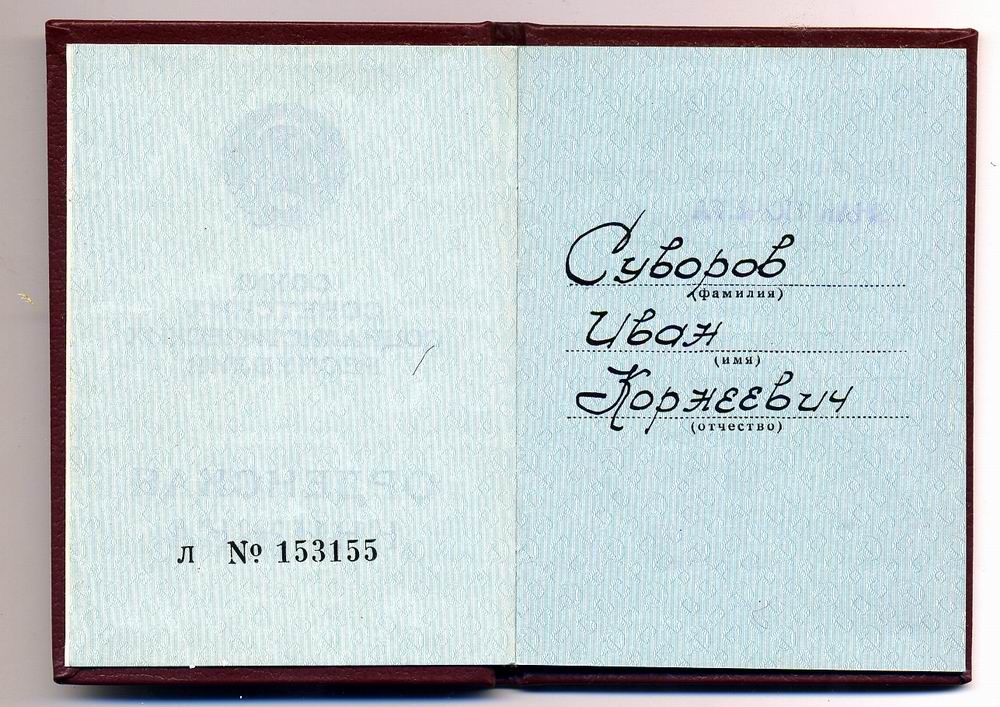 л № 153155
Суворов
(фамилия)
Иван
(имя)
Корнеевич
(отчество)